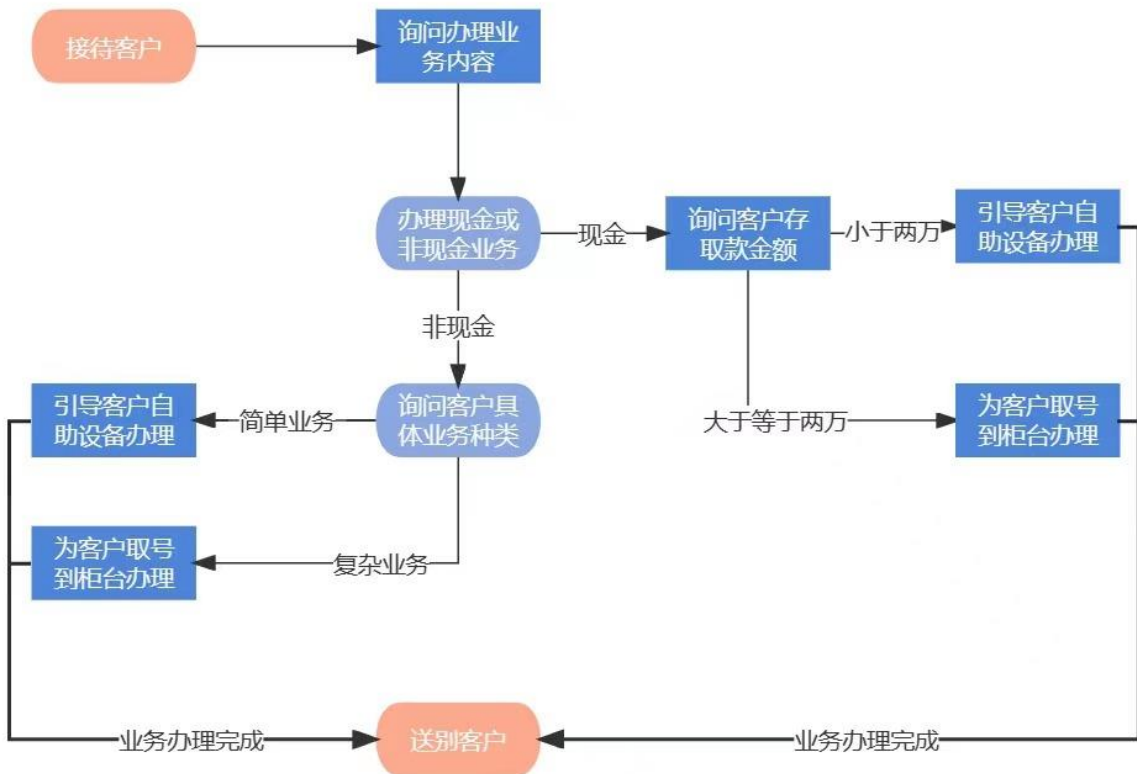 接待客户
询问办理业
务内容
办理现金或
非现金业务
现金
询问客户存
取款金额
小于两万
引导客户自
助设备办理
非现金
引导客户自
助设备办理
简单业务
询问客户具
体业务种类
大于等于两万
为客户取号
到柜台办理
为客户取号
到柜台办理
复杂业务
业务办理完成
送别客户
业务办理完成